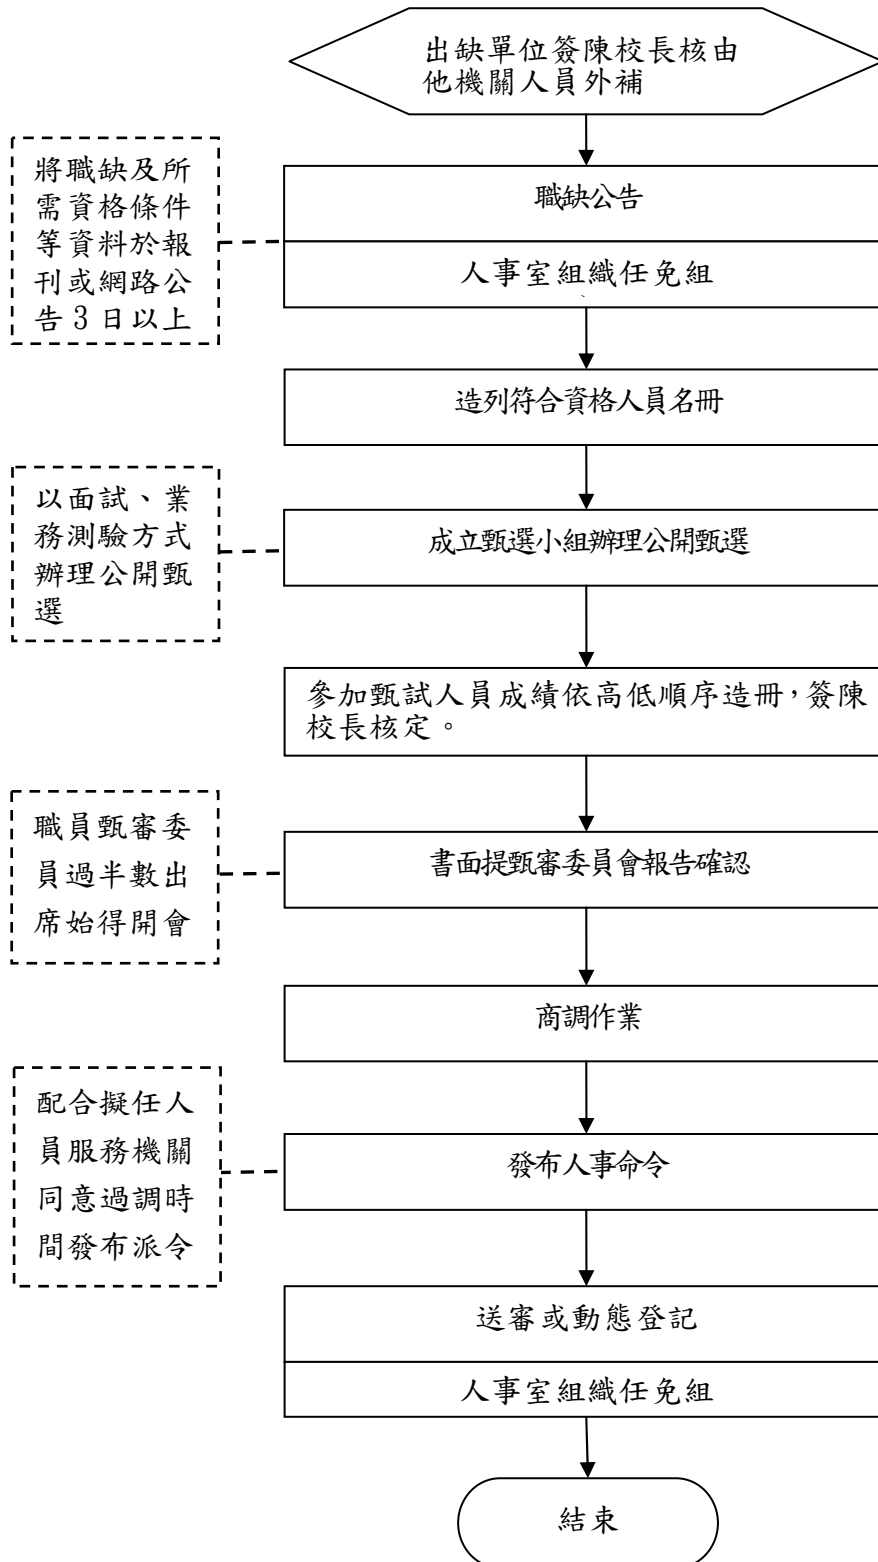 出缺單位簽陳校長核由
他機關人員外補
將職缺及所
需資格條件
等資料於報
刊或網路公
告3日以上
職缺公告
人事室組織任免組
造列符合資格人員名冊
以面試、業
務測驗方式
辦理公開甄
選
成立甄選小組辦理公開甄選
參加甄試人員成績依高低順序造冊，簽陳
校長核定。
職員甄審委
員過半數出
席始得開會
書面提甄審委員會報告確認
商調作業
配合擬任人
員服務機關
同意過調時
間發布派令
發布人事命令
送審或動態登記
人事室組織任免組
結束